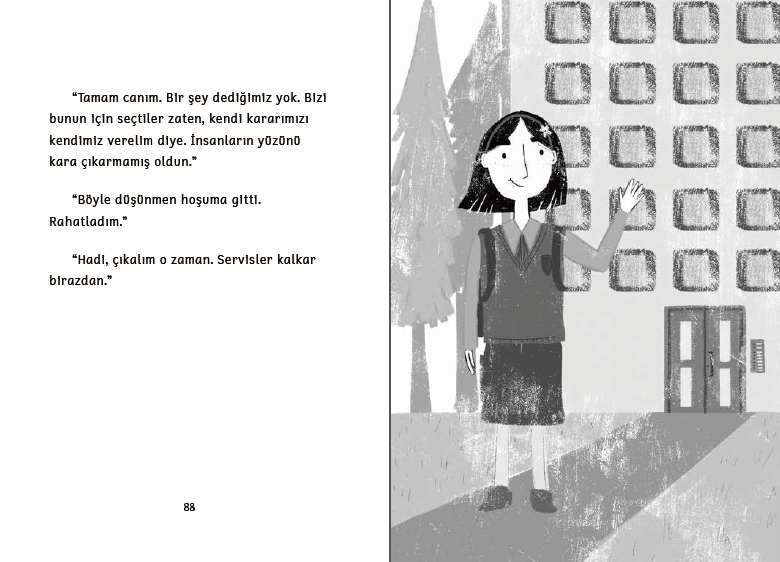 “Tamam canım. Bir şey dediğimiz yok. Bizi
bunun için seçtiler zaten, kendi kararımızı
kendimiz verelim diye. İnsanların yüzünü
kara çıkarmamış oldun.”
“Böyle düşünmen hoşuma gitti.
Rahatladım.”
“Hadi, çıkalım o zaman. Servisler kalkar
birazdan.”
88